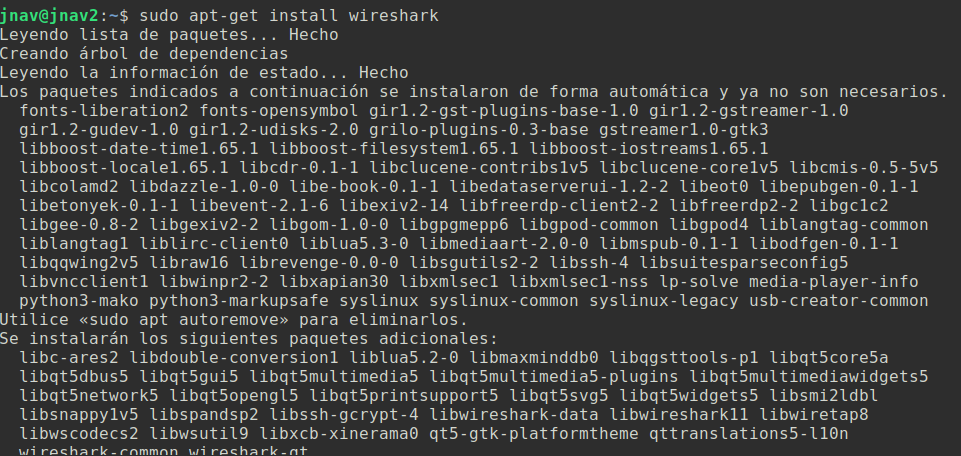 jnav@jnav2:~$ sudo apt-get install wireshark
Leyendo lista de paquetes... Hecho
Creando árbol de dependencias
Leyendo la información de estado... Hecho
Los paquetes indicados a continuación se instalaron de forma automática y ya no son necesarios.
  fonts-liberation2 fonts-opensymbol gir1.2-gst-plugins-base-1.0 gir1.2-gstreamer-1.0
  gir1.2-gudev-1.0 gir1.2-udisks-2.0 grilo-plugins-0.3-base gstreamer1.0-gtk3
  libboost-date-time1.65.1 libboost-filesystem1.65.1 libboost-iostreams1.65.1
  libboost-locale1.65.1 libcdr-0.1-1 libclucene-contribs1v5 libclucene-core1v5 libcmis-0.5-5v5
  libcolamd2 libdazzle-1.0-0 libe-book-0.1-1 libedataserverui-1.2-2 libeot0 libepubgen-0.1-1
  libetonyek-0.1-1 libevent-2.1-6 libexiv2-14 libfreerdp-client2-2 libfreerdp2-2 libgc1c2
  libgee-0.8-2 libgexiv2-2 libgom-1.0-0 libgpgmepp6 libgpod-common libgpod4 liblangtag-common
  liblangtag1 liblirc-client0 liblua5.3-0 libmediaart-2.0-0 libmspub-0.1-1 libodfgen-0.1-1
  libqqwing2v5 libraw16 librevenge-0.0-0 libsgutils2-2 libssh-4 libsuitesparseconfig5
  libvncclient1 libwinpr2-2 libxapian30 libxmlsec1 libxmlsec1-nss lp-solve media-player-info
  python3-mako python3-markupsafe syslinux syslinux-common syslinux-legacy usb-creator-common
Utilice «sudo apt autoremove» para eliminarlos.
Se instalarán los siguientes paquetes adicionales:
  libc-ares2 libdouble-conversion1 liblua5.2-0 libmaxminddb0 libqgsttools-p1 libqt5core5a
  libqt5dbus5 libqt5gui5 libqt5multimedia5 libqt5multimedia5-plugins libqt5multimediawidgets5
  libqt5network5 libqt5opengl5 libqt5printsupport5 libqt5svg5 libqt5widgets5 libsmi2ldbl
  libsnappy1v5 libspandsp2 libssh-gcrypt-4 libwireshark-data libwireshark11 libwiretap8
  libwscodecs2 libwsutil9 libxcb-xinerama0 qt5-gtk-platformtheme qttranslations5-l10n
  wireshark-common wireshark-qt